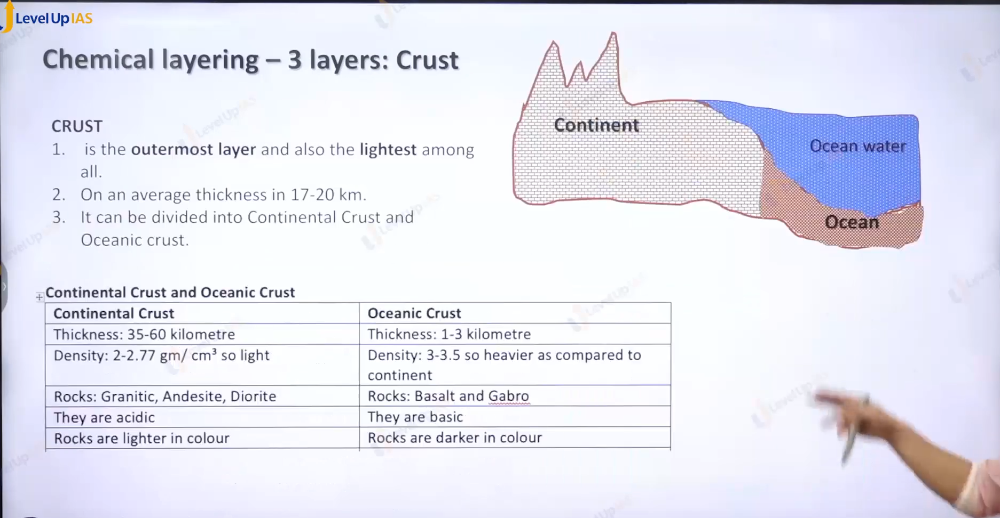 LevelUp IAS
Chemical layering – 3 layers: Crust
CRUST
1. is the outermost layer and also the lightest among
all.
2. On an average thickness in 17-20 km.
3. It can be divided into Continental Crust and
Oceanic crust.
Continent
Ocean water
Ocean
Continental Crust and Oceanic Crust
Continental Crust
Oceanic Crust
Thickness: 35-60 kilometre
Thickness: 1-3 kilometre
Density: 2-2.77 gm/ cm³ so light
Density: 3-3.5 so heavier as compared to
continent
Rocks: Granitic, Andesite, Diorite
Rocks: Basalt and Gabro
They are acidic
They are basic
Rocks are lighter in colour
Rocks are darker in colour